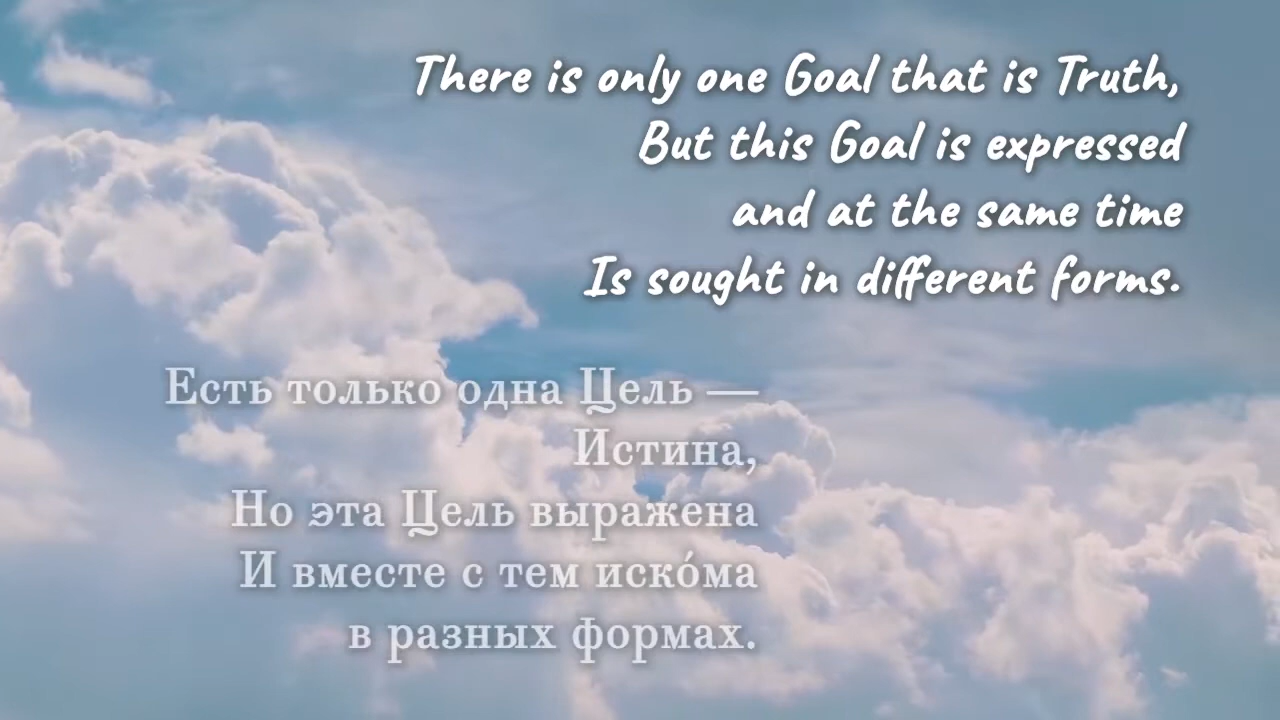 There is only one Goal that is Truth,
But this Goal is expressed
and at the same time
Is sought in different forms.
Есть только одна Цель —
Истина,
Но эта Цель выражена
И вместе с тем иско́ма
в разных формах.